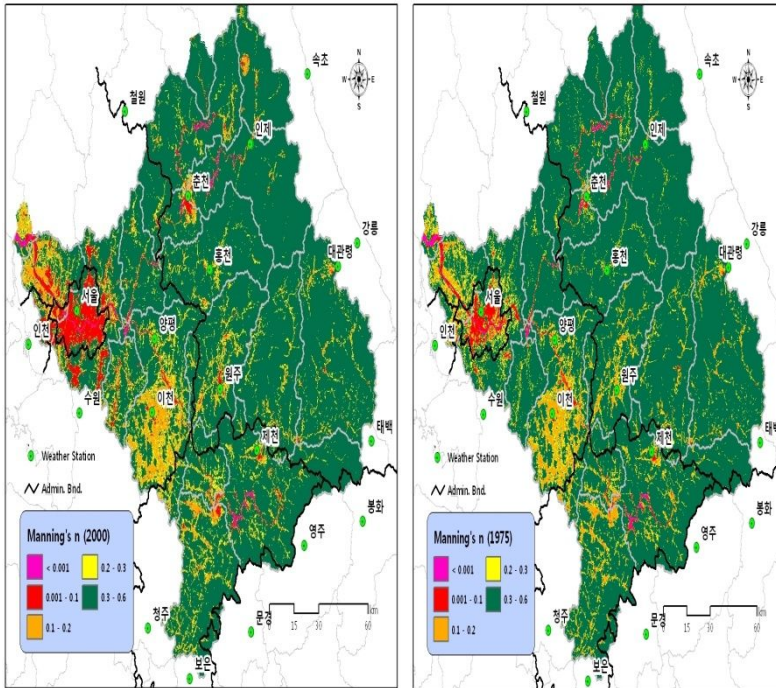 속초
N
W
E
S
철원
인제
춘천
강릉
대관령
홍천
서울
인천
양평
원주
수원
이천
태백
제천
Weather Station
Admin. Bnd.
봉화
영주
Manning's n (2000)
< 0.001
0.2 - 0.3
0.001 - 0.1
0.3 - 0.6
0.1 - 0.2
km
0 15 30 60
청주
문경
보은
속초
N
W
E
S
철원
인제
춘천
강릉
대관령
홍천
서울
인천
양평
원주
수원
이천
태백
제천
Weather Station
Admin. Bnd.
봉화
영주
Manning's n (1975)
< 0.001
0.2 - 0.3
0.001 - 0.1
0.3 - 0.6
0.1 - 0.2
km
0 15 30 60
청주
문경
보은